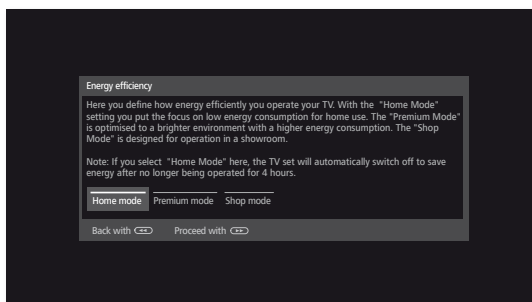 Energy efficiency
Here you define how energy efficiently you operate your TV. With the "Home Mode"
setting you put the focus on low energy consumption for home use. The "Premium Mode"
is optimised to a brighter environment with a higher energy consumption. The "Shop
Mode" is designed for operation in a showroom.
Note: If you select "Home Mode" here, the TV set will automatically switch off to save
energy after no longer being operated for 4 hours.
Home mode Premium mode Shop mode
Back with Proceed with